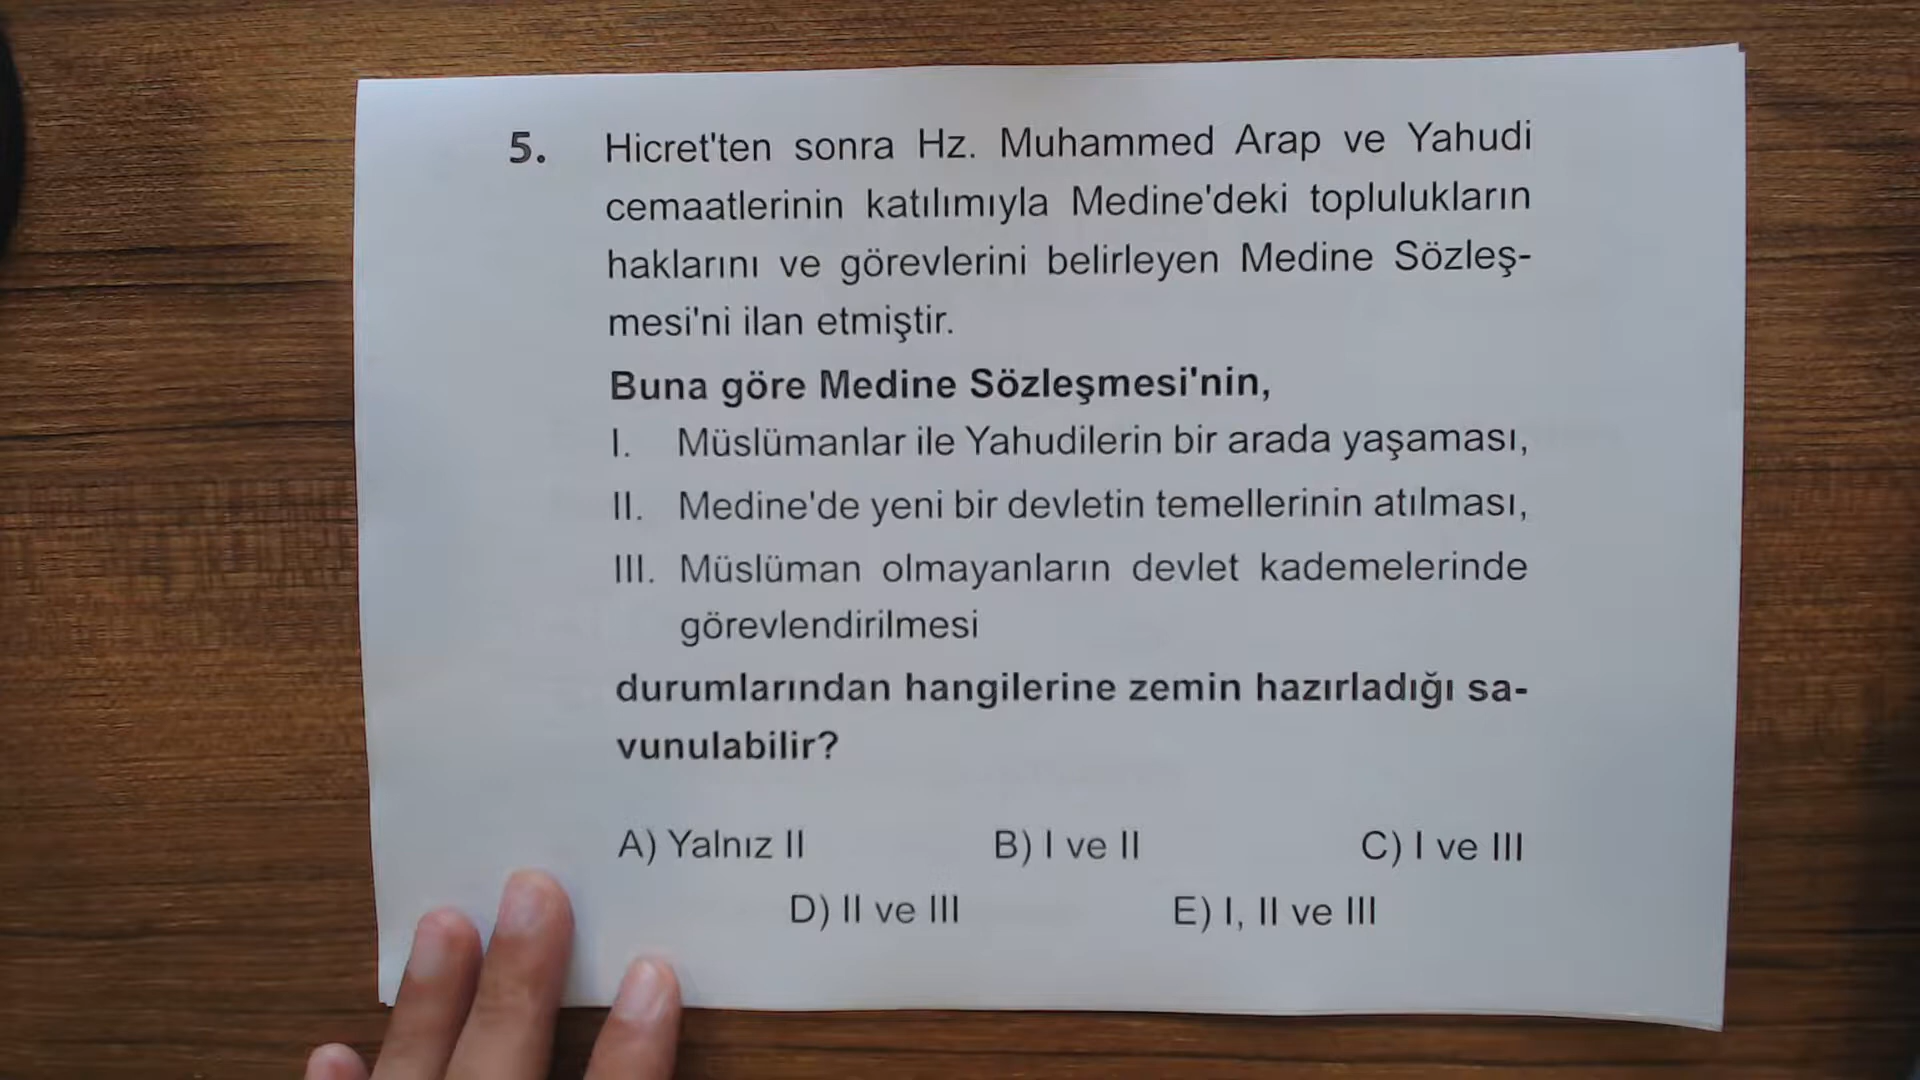 5. Hicret'ten sonra Hz. Muhammed Arap ve Yahudi
cemaatlerinin katılımıyla Medine'deki toplulukların
haklarını ve görevlerini belirleyen Medine Sözleş-
mesi'ni ilan etmiştir.
Buna göre Medine Sözleşmesi'nin,
I. Müslümanlar ile Yahudilerin bir arada yaşaması,
II. Medine'de yeni bir devletin temellerinin atılması,
III. Müslüman olmayanların devlet kademelerinde
görevlendirilmesi
durumlarından hangilerine zemin hazırladığı sa-
vunulabilir?
A) Yalnız II B) I ve II C) I ve III
D) II ve III E) I, II ve III